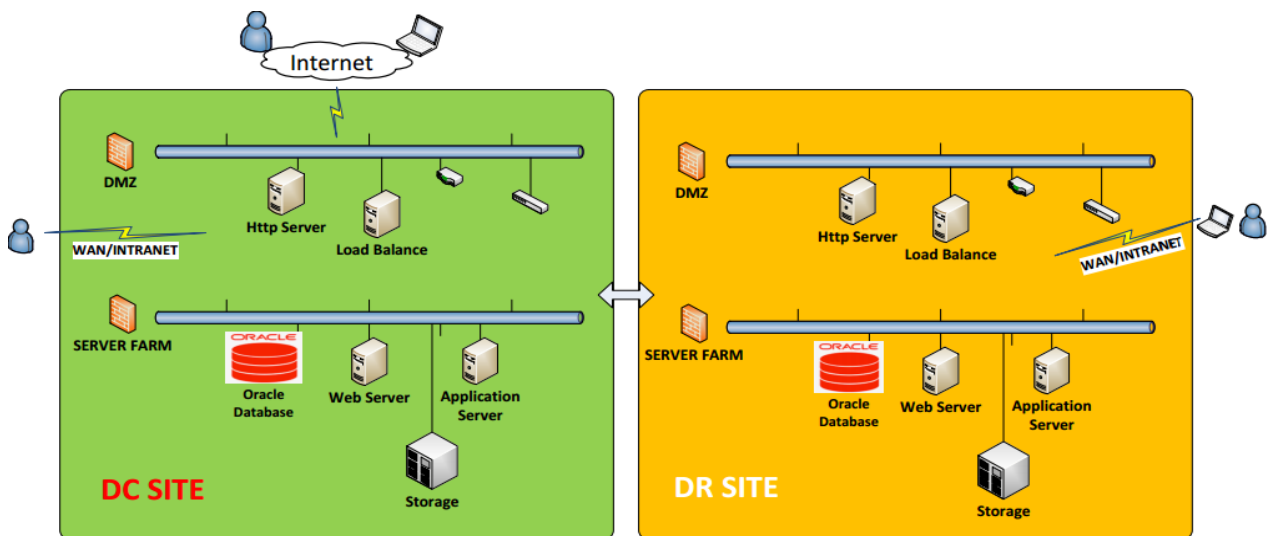 Internet
DMZ
Http Server
Load Balance
WAN/INTRANET
SERVER FARM
ORACLE
Oracle
Database
Web Server
Application
Server
Storage
DC SITE
DMZ
Http Server
Load Balance
WAN/INTRANET
SERVER FARM
ORACLE
Oracle
Database
Web Server
Application
Server
Storage
DR SITE